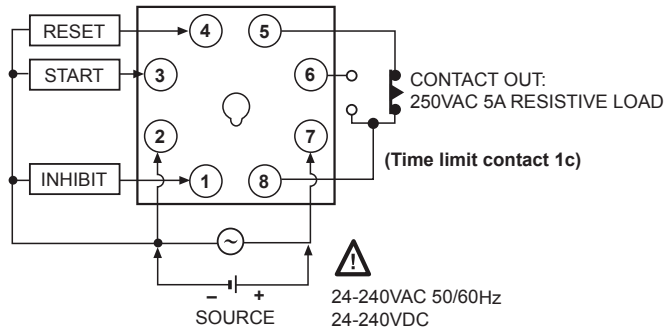 RESET
4
5
START
3
6
CONTACT OUT:
250VAC 5A RESISTIVE LOAD
2
7
(Time limit contact 1c)
INHIBIT
1
8
~
!
– +
SOURCE
24-240VAC 50/60Hz
24-240VDC